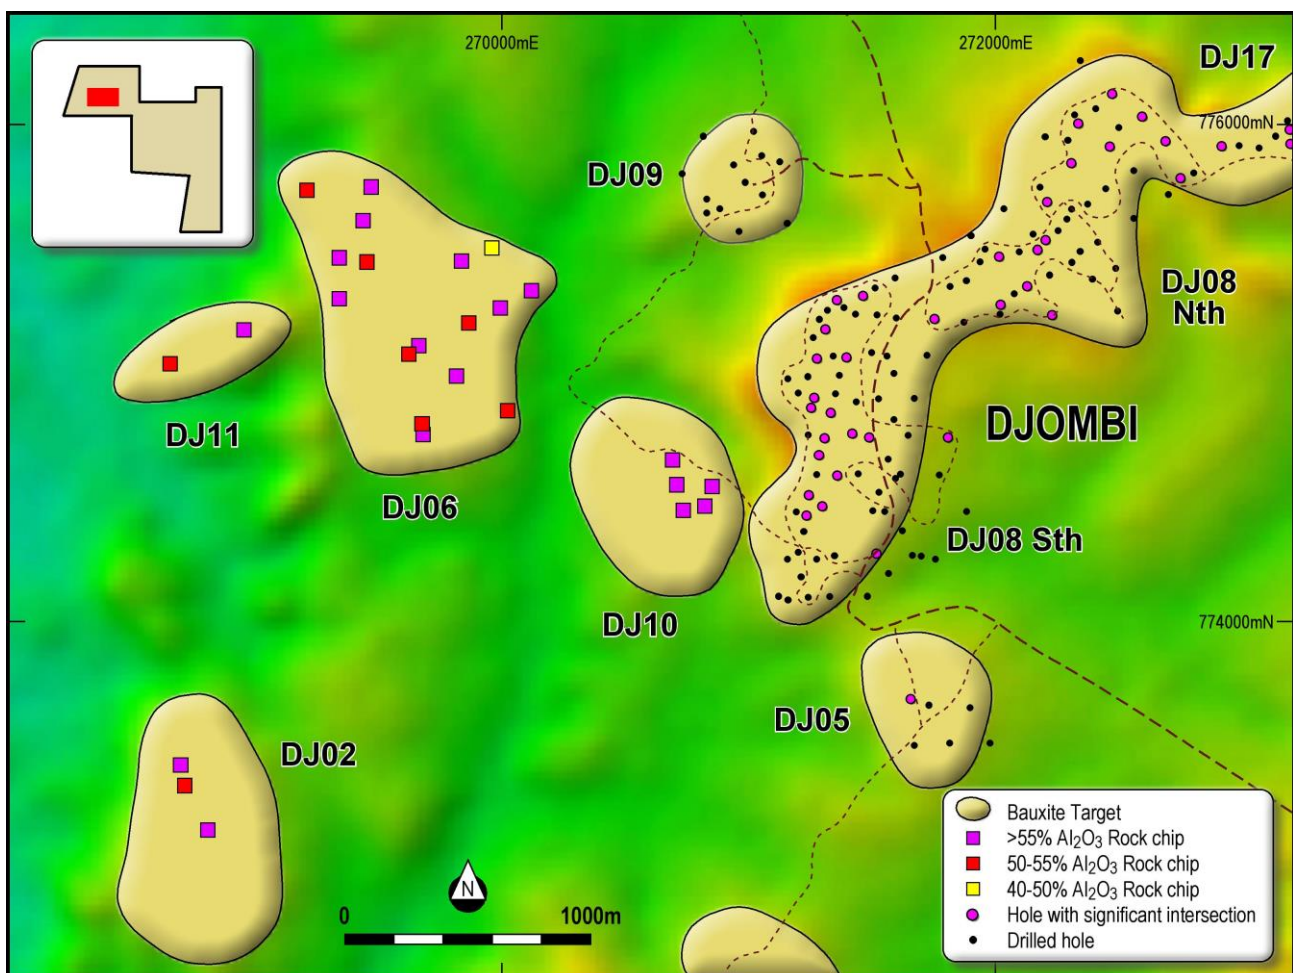 270000mE
272000mE
DJ17
776000mN
DJ09
DJ08
Nth
DJ11
DJOMBI
DJ06
DJ08 Sth
DJ10
774000mN
DJ05
DJ02
N
0
1000m
Bauxite Target
>55% Al₂O₃ Rock chip
50-55% Al₂O₃ Rock chip
40-50% Al₂O₃ Rock chip
Hole with significant intersection
Drilled hole